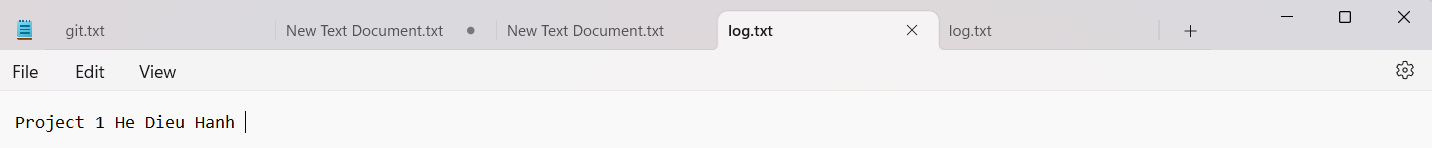 git.txt New Text Document.txt New Text Document.txt log.txt log.txt
File Edit View
Project 1 He Dieu Hanh